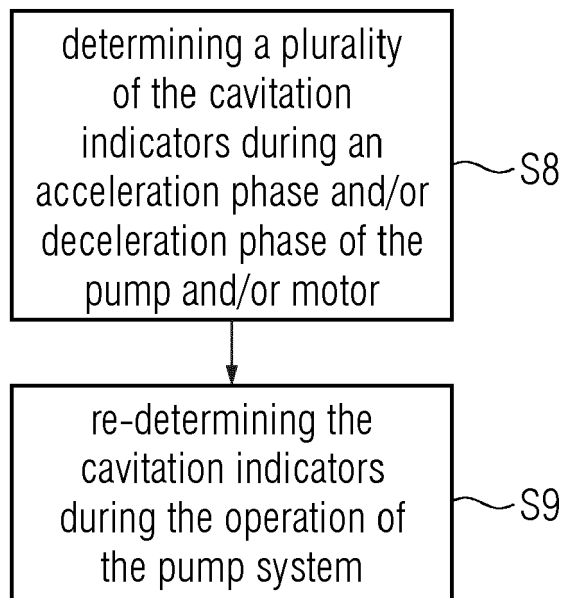 determining a plurality
of the cavitation
indicators during an
acceleration phase and/or
deceleration phase of the
pump and/or motor
S8
re-determining the
cavitation indicators
during the operation of
the pump system
S9